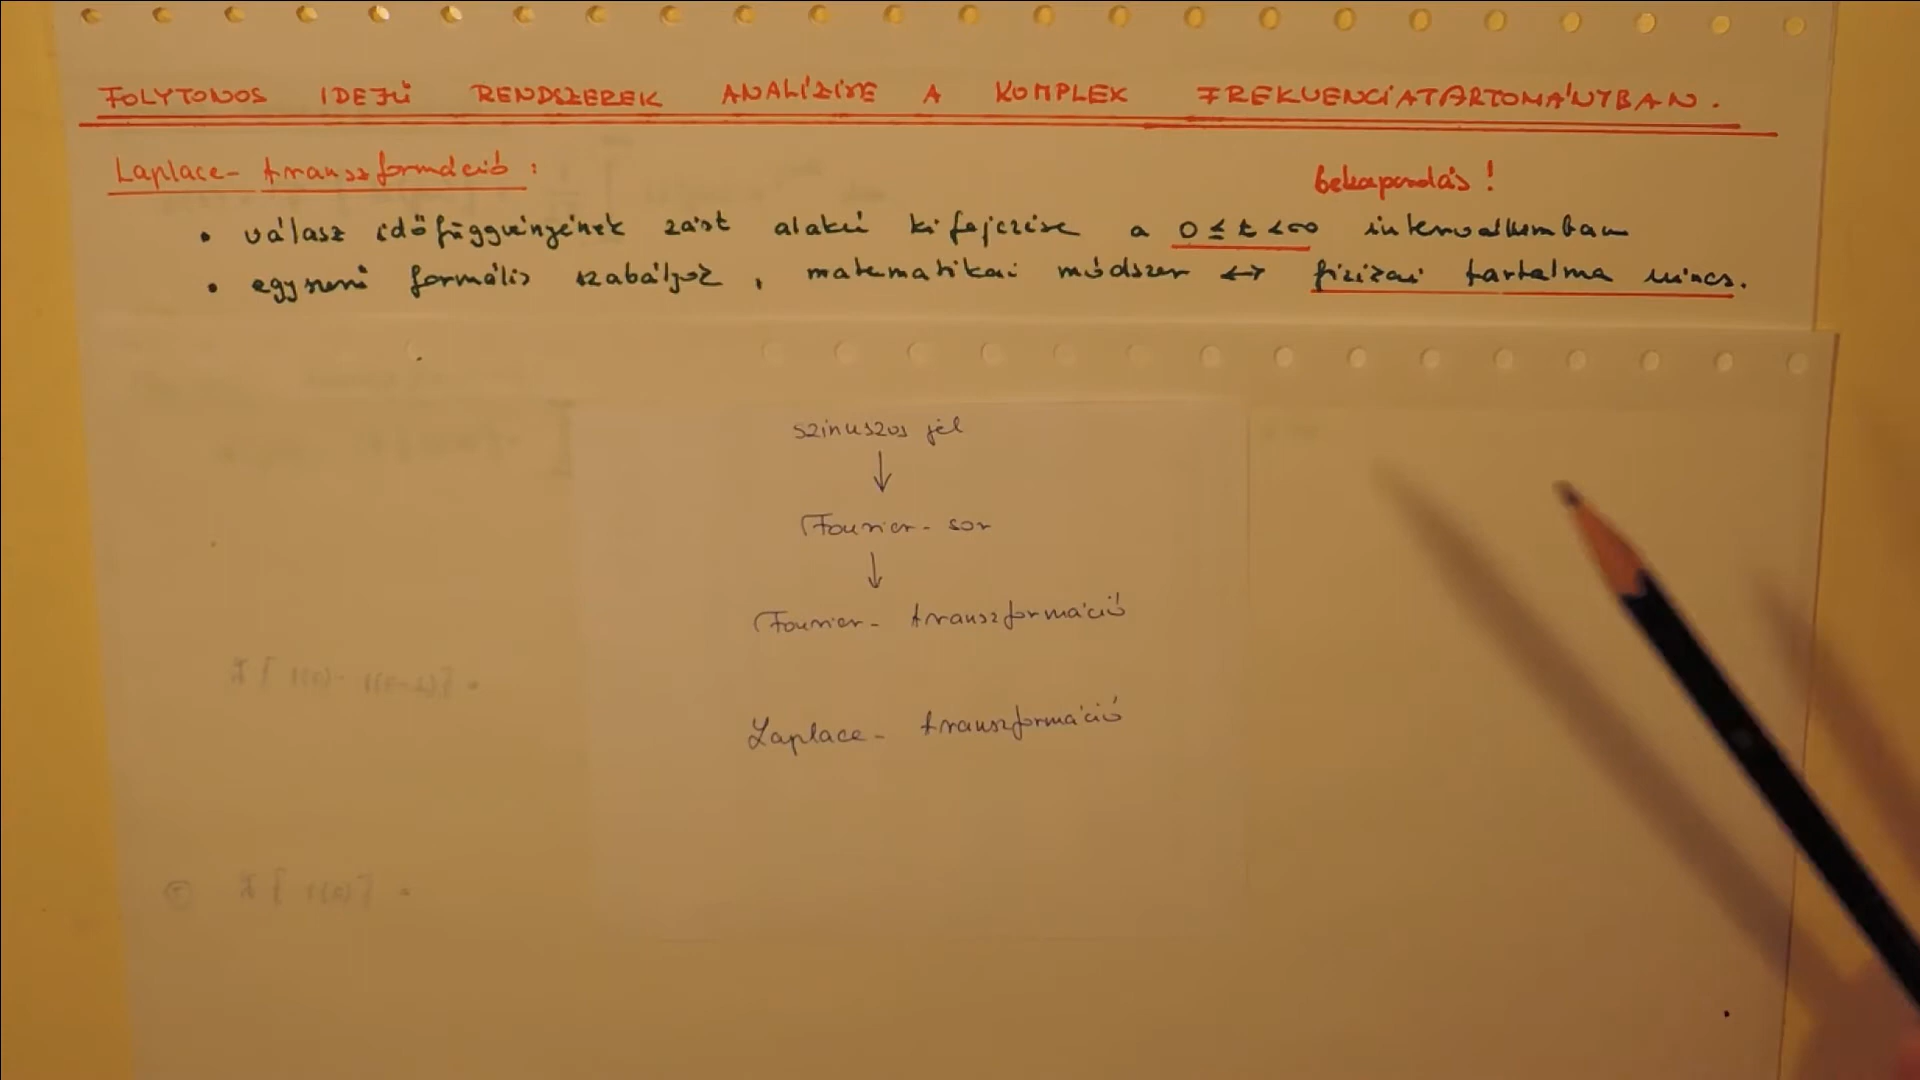 FOLYTONOS IDEJŰ RENDSZEREK ANALÍZISE A KOMPLEX FREKVENCIATARTOMÁNYBAN.
Laplace- transzformáció:
bekapcsolás!
• válasz időfüggvényének zárt alakú kifejezése a 0 ≤ t < ∞ intervallumban
• egyszerű formális szabályok, matematikai módszer ↔ fizikai tartalma nincs.
szinuszos jel
↓
Fourier- sor
↓
Fourier- transzformáció
Laplace- transzformáció